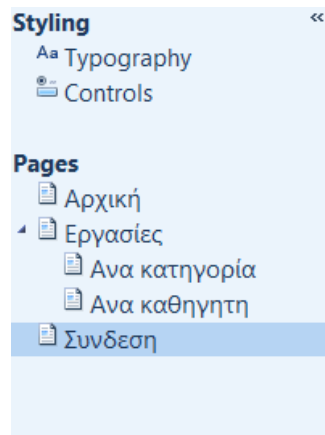 Styling «
Aa Typography
Controls
Pages
Αρχική
Εργασίες
Ανα κατηγορία
Ανα καθηγητη
Συνδεση